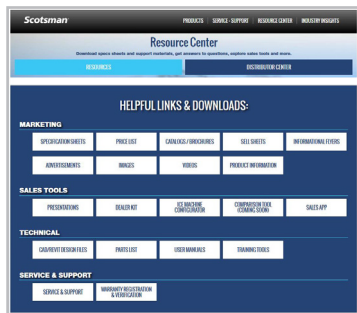 Scotsman
PRODUCTS SERVICE - SUPPORT RESOURCE CENTER INDUSTRY INSIGHTS
Resource Center
Download specs sheets and support materials, get answers to questions, explore sales tools and more.
RESOURCES DISTRIBUTION CENTER
HELPFUL LINKS & DOWNLOADS:
MARKETING
SPECIFICATION SHEETS PRICE LIST CATALOGS / BROCHURES SELL SHEETS INFORMATIONAL FLYERS
ADVERTISEMENTS IMAGES VIDEOS PRODUCT INFORMATION
SALES TOOLS
PRESENTATIONS DEALER KIT ICE MACHINE CONFIGURATOR COMPARISON TOOL (COMING SOON) SALES APP
TECHNICAL
CAD/REVIT DESIGN FILES PARTS LIST USER MANUALS TRAINING TOOLS
SERVICE & SUPPORT
SERVICE & SUPPORT WARRANTY REGISTRATION & VERIFICATION